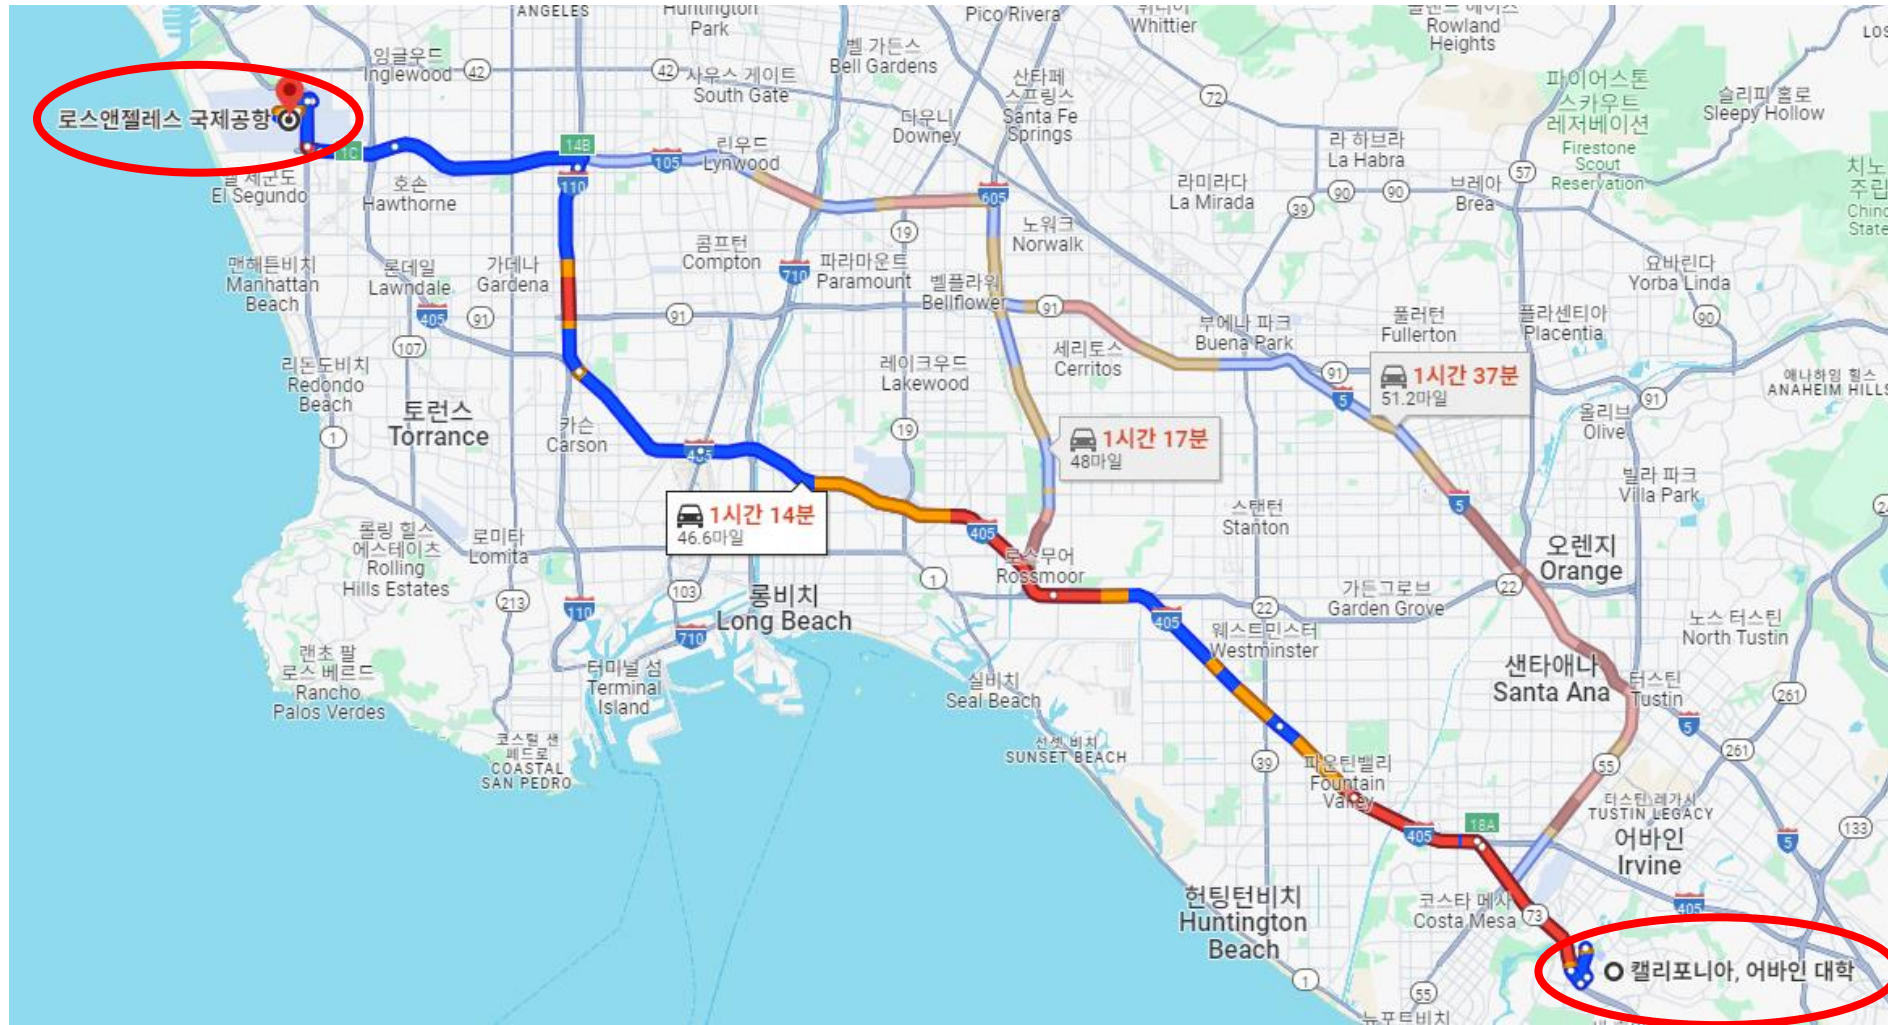 ANGELES
Huntington
Park
Pico Rivera
Whittier
Rowland
Heights
잉글우드
Inglewood
42
42
사우스 게이트
South Gate
벨 가든스
Bell Gardens
산타페
스프링스
Santa Fe
Springs
72
파이어스톤
스카우트
레저베이션
Firestone
Scout
Reservation
슬리피 홀로
Sleepy Hollow
로스앤젤레스 국제공항
다우니
Downey
1C
14B
105
린우드
Lynwood
라 하브라
La Habra
57
El Segundo
호손
Hawthorne
110
605
라미라다
La Mirada
39
90
90
브레아
Brea
19
노워크
Norwalk
맨해튼비치
Manhattan
Beach
론데일
Lawndale
가데나
Gardena
콤프턴
Compton
710
파라마운트
Paramount
벨플라워
Bellflower
요바린다
Yorba Linda
405
91
91
91
부에나 파크
Buena Park
풀러턴
Fullerton
플라센티아
Placentia
90
107
리돈도비치
Redondo
Beach
레이크우드
Lakewood
세리토스
Cerritos
91
5
1시간 37분
51.2마일
애나하임 힐스
ANAHEIM HILLS
91
토런스
Torrance
1
카슨
Carson
19
1시간 17분
48마일
올리브
Olive
405
빌라 파크
Villa Park
5
1시간 14분
46.6마일
스탠턴
Stanton
롤링 힐스
에스테이츠
Rolling
Hills Estates
로미타
Lomita
405
로스무어
Rossmoor
오렌지
Orange
103
1
213
110
롱비치
Long Beach
710
22
가든그로브
Garden Grove
22
405
웨스트민스터
Westminster
노스 터스틴
North Tustin
랜초 팔
로스 베르드
Rancho
Palos Verdes
터미널 섬
Terminal
Island
실비치
Seal Beach
샌타애나
Santa Ana
터스틴
Tustin
261
5
코스털 샌
페드로
COASTAL
SAN PEDRO
선셋 비치
SUNSET BEACH
39
파운틴밸리
Fountain
Valley
55
261
터스틴 레가시
TUSTIN LEGACY
405
18A
어바인
Irvine
5
133
헌팅턴비치
Huntington
Beach
코스타 메사
Costa Mesa
73
405
캘리포니아, 어바인 대학
1
55
뉴포트비치